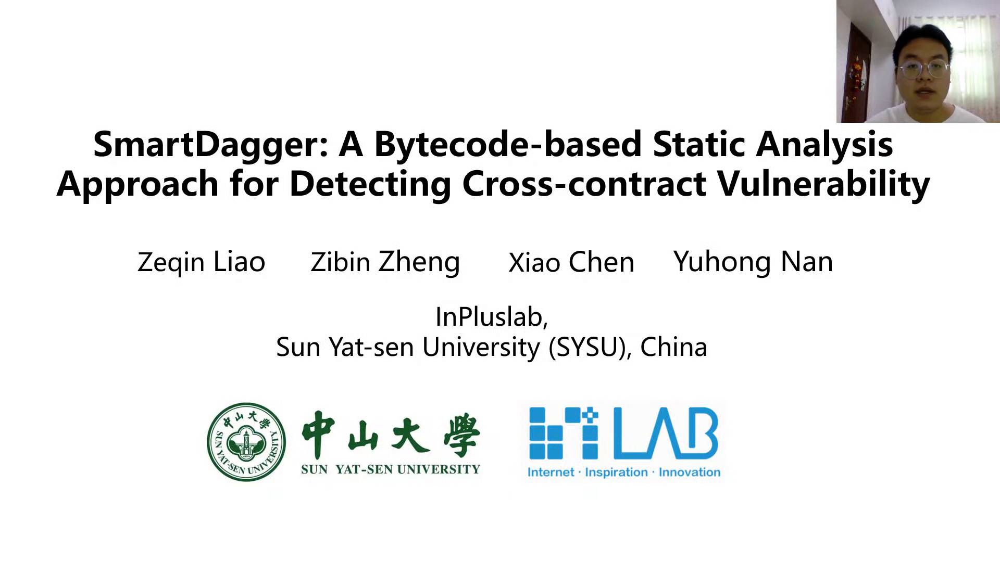 SmartDagger: A Bytecode-based Static Analysis
Approach for Detecting Cross-contract Vulnerability
Zeqin Liao Zibin Zheng Xiao Chen Yuhong Nan
InPluslab,
Sun Yat-sen University (SYSU), China
中山大學
SUN YAT-SEN UNIVERSITY
中山大學
SUN YAT-SEN UNIVERSITY
LAB
Internet · Inspiration · Innovation